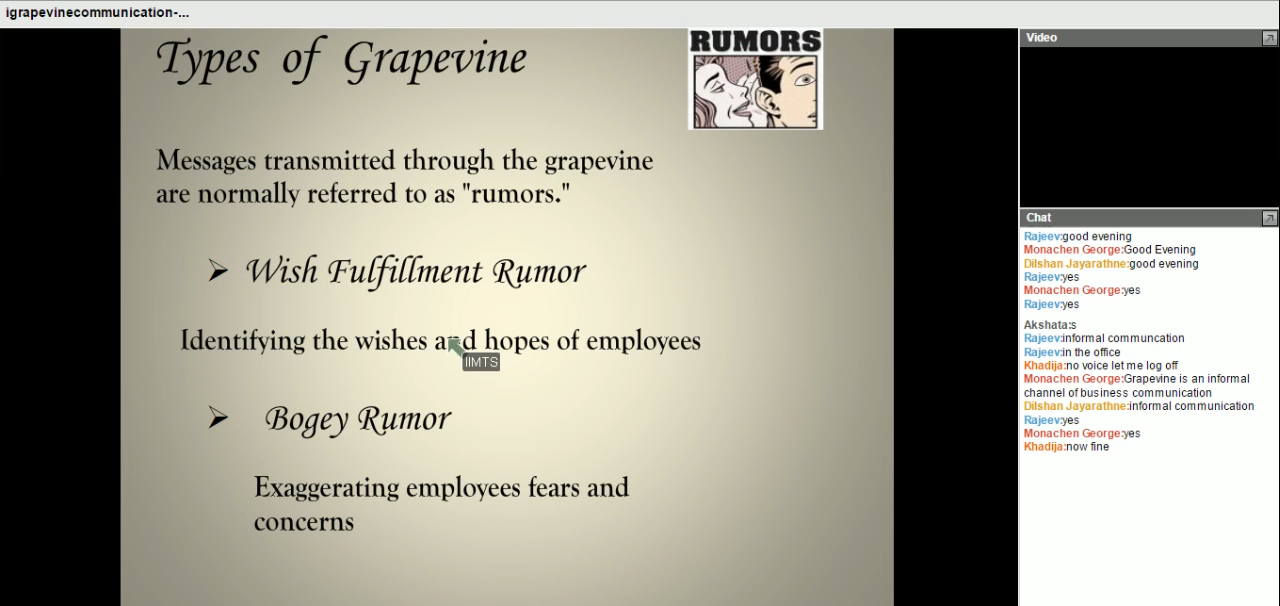 igrapevinecommunication-...
Types of Grapevine
RUMORS
Messages transmitted through the grapevine
are normally referred to as "rumors."
Wish Fulfillment Rumor
Identifying the wishes and hopes of employees
IIMTS
Bogey Rumor
Exaggerating employees fears and
concerns
Video
Chat
Rajeev:good evening
Monachen George:Good Evening
Dilshan Jayarathne:good evening
Rajeev:yes
Monachen George:yes
Rajeev:yes
Akshata:s
Rajeev:informal communcation
Rajeev:in the office
Khadija:no voice let me log off
Monachen George:Grapevine is an informal
channel of business communication
Dilshan Jayarathne:informal communication
Rajeev:yes
Monachen George:yes
Khadija:now fine